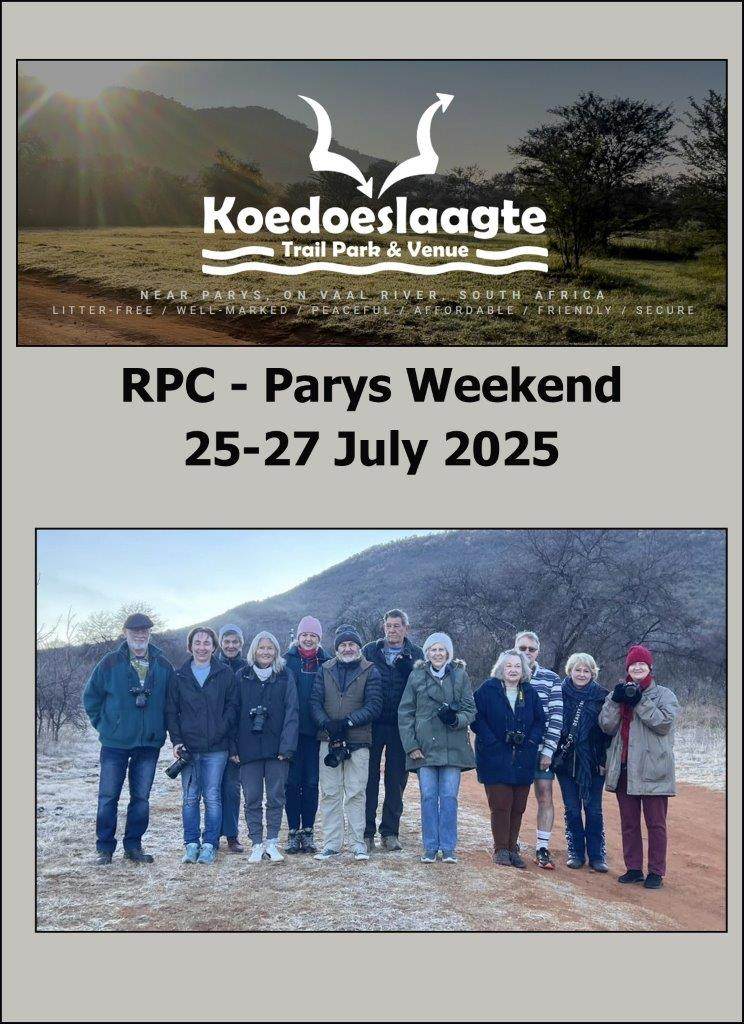 Koedoeslaagte
Trail Park & Venue
NEAR PARYS, ON VAAL RIVER, SOUTH AFRICA
LITTER-FREE / WELL-MARKED / PEACEFUL / AFFORDABLE / FRIENDLY / SECURE
RPC - Parys Weekend
25-27 July 2025